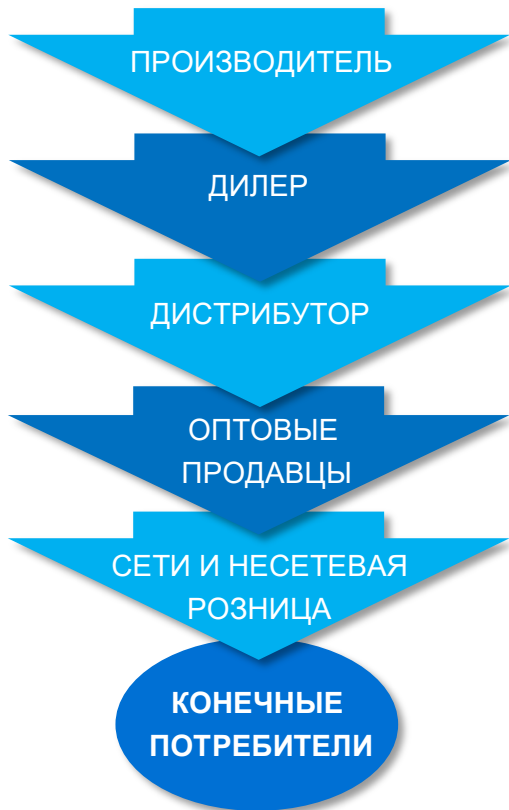 ПРОИЗВОДИТЕЛЬ
ДИЛЕР
ДИСТРИБУТОР
ОПТОВЫЕ
ПРОДАВЦЫ
СЕТИ И НЕСЕТЕВАЯ
РОЗНИЦА
КОНЕЧНЫЕ
ПОТРЕБИТЕЛИ